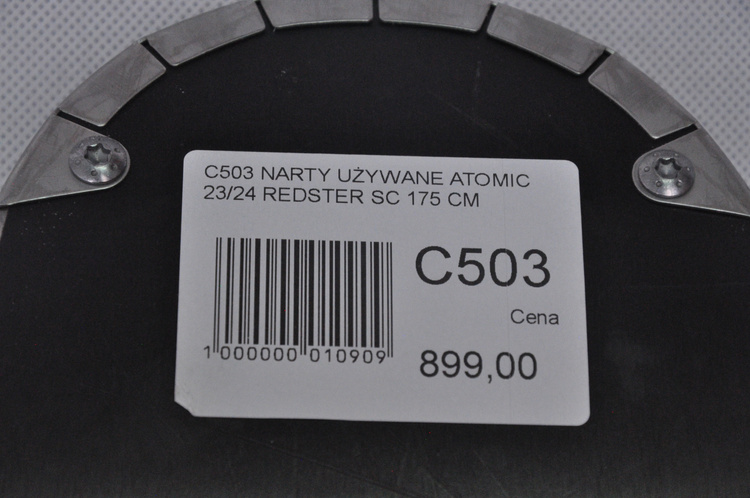 C503 NARTY UŻYWANE ATOMIC
23/24 REDSTER SC 175 CM
C503
Cena
1 000000 010909
899,00